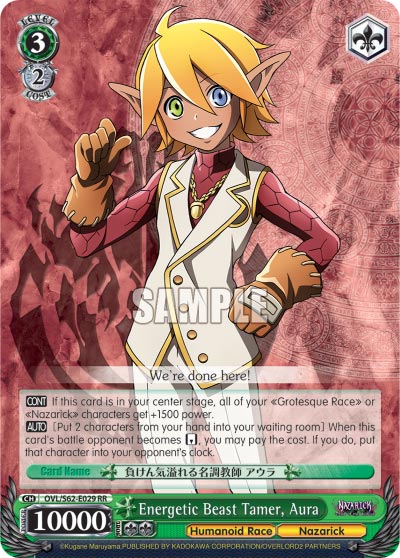 LEVEL
3
2
COST
SAMPLE
We're done here!
CONT If this card is in your center stage, all of your «Grotesque Race» or
«Nazarick» characters get +1500 power.
AUTO [Put 2 characters from your hand into your waiting room] When this
card's battle opponent becomes , you may pay the cost. If you do, put
that character into your opponent's clock.
Card Name 負けん気溢れる名調教師 アウラ
CH OVL/S62-E029 RR
Energetic Beast Tamer, Aura NAZARICK
POWER 10000 SOUL Humanoid Race Nazarick
©Kugane Maruyama,PUBLISHED BY KADOKAWA CORPORATION/OVERLORD2 PARTNERS